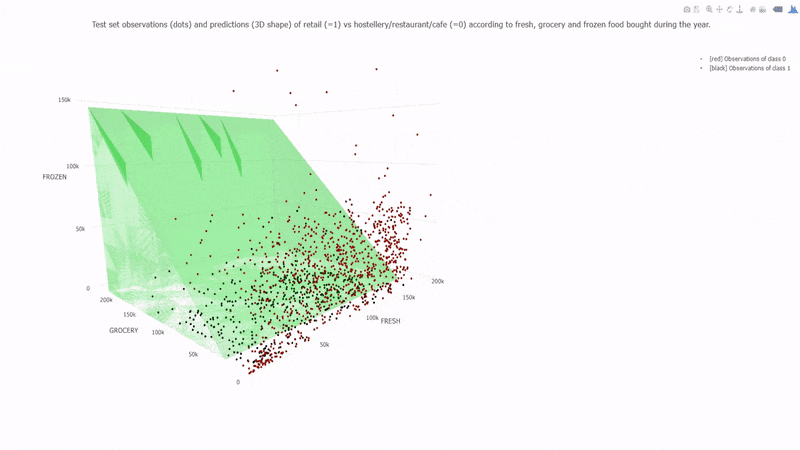 Test set observations (dots) and predictions (3D shape) of retail (=1) vs hostellery/restaurant/cafe (=0) according to fresh, grocery and frozen food bought during the year.
[red] Observations of class 0
[black] Observations of class 1
150k
100k
FROZEN
50k
0
200k
150k
GROCERY
100k
50k
0
50k
100k
FRESH
150k
200k